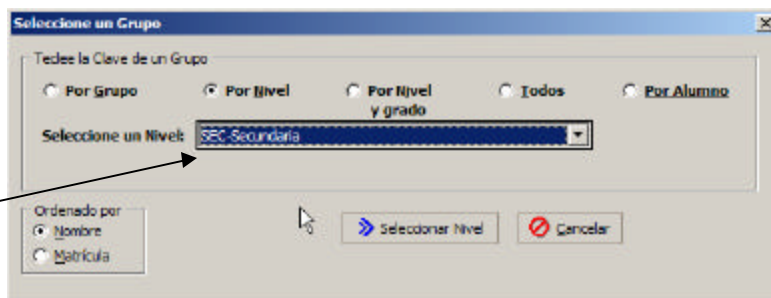 Seleccione un Grupo
Teclee la Clave de un Grupo
Por Grupo Por Nivel Por Nivel y grado Todos Por Alumno
Seleccione un Nivel: SEC-Secundaria
Ordenado por
Nombre
Matrícula
Seleccionar Nivel Cancelar